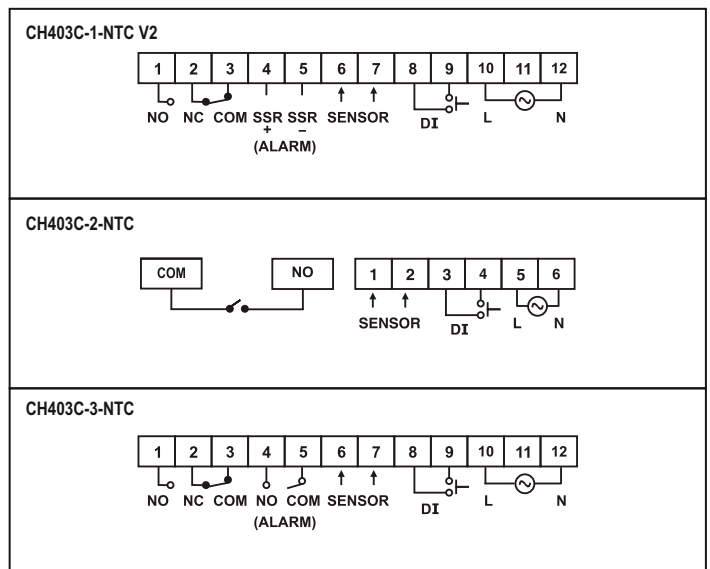 CH403C-1-NTC V2
1 2 3 4 5 6 7 8 9 10 11 12
NO NC COM SSR SSR SENSOR DI L N
+ –
(ALARM)
CH403C-2-NTC
COM NO 1 2 3 4 5 6
SENSOR DI L N
CH403C-3-NTC
1 2 3 4 5 6 7 8 9 10 11 12
NO NC COM NO COM SENSOR DI L N
(ALARM)